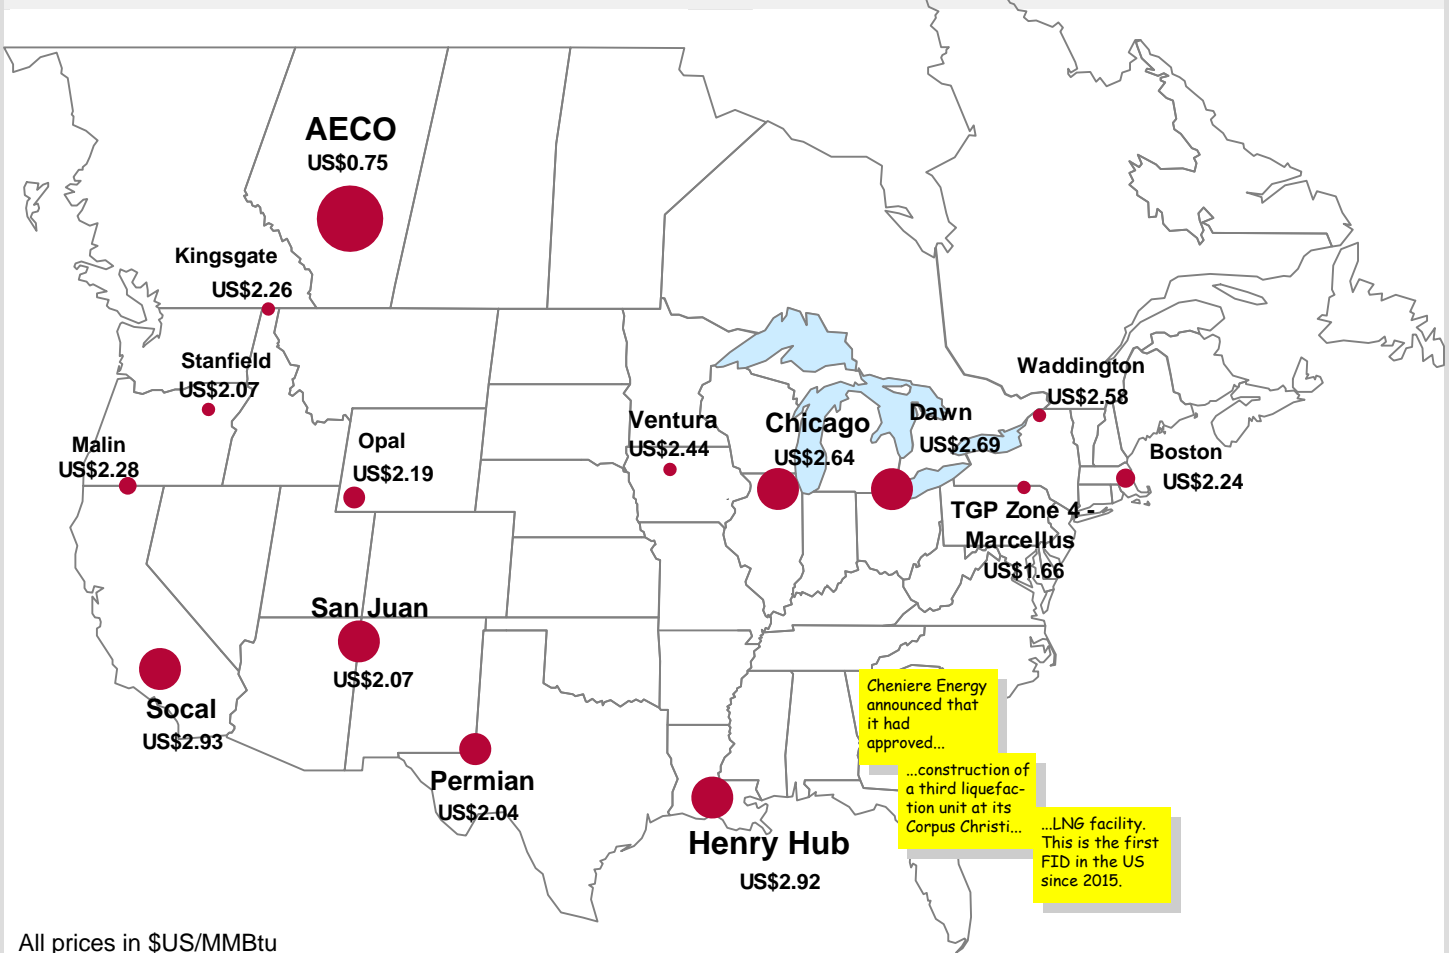 AECO
US$0.75
Kingsgate
US$2.26
Stanfield
US$2.07
Malin
US$2.28
Opal
US$2.19
Ventura
US$2.44
Chicago
US$2.64
Dawn
US$2.69
Waddington
US$2.58
Boston
US$2.24
TGP Zone 4 -
Marcellus
US$1.66
San Juan
US$2.07
Socal
US$2.93
Permian
US$2.04
Henry Hub
US$2.92
Cheniere Energy
announced that
it had
approved...
...construction of
a third liquefac-
tion unit at its
Corpus Christi...
...LNG facility.
This is the first
FID in the US
since 2015.
All prices in $US/MMBtu